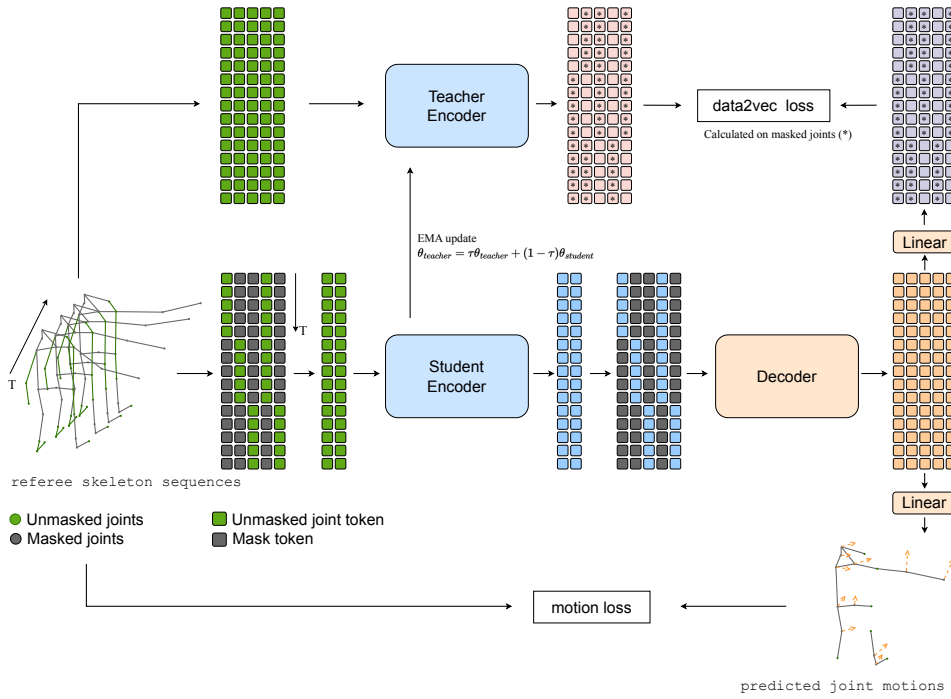 Teacher
Encoder
data2vec loss
Calculated on masked joints (*)
EMA update
θteacher = τθteacher + (1 − τ)θstudent
Linear
T
T
Student
Encoder
Decoder
referee skeleton sequences
Linear
Unmasked joints
Unmasked joint token
Masked joints
Mask token
motion loss
predicted joint motions